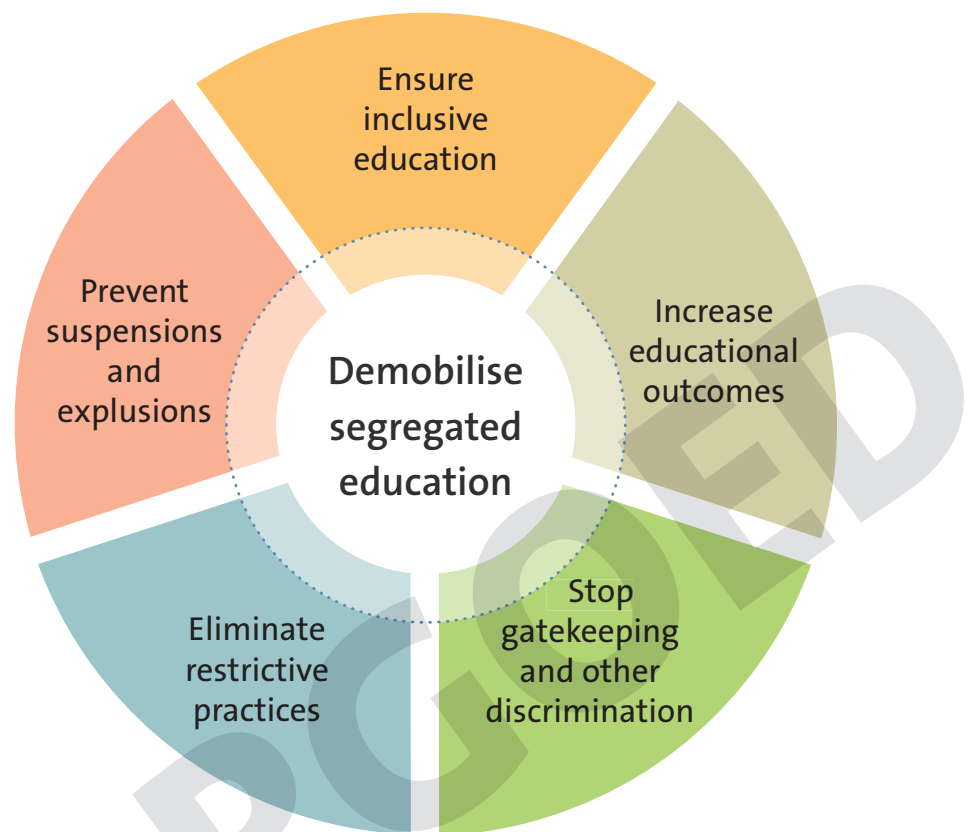 Ensure
inclusive
education
Increase
educational
outcomes
Stop
gatekeeping
and other
discrimination
Eliminate
restrictive
practices
Prevent
suspensions
and
explusions
Demobilise
segregated
education
PGOED